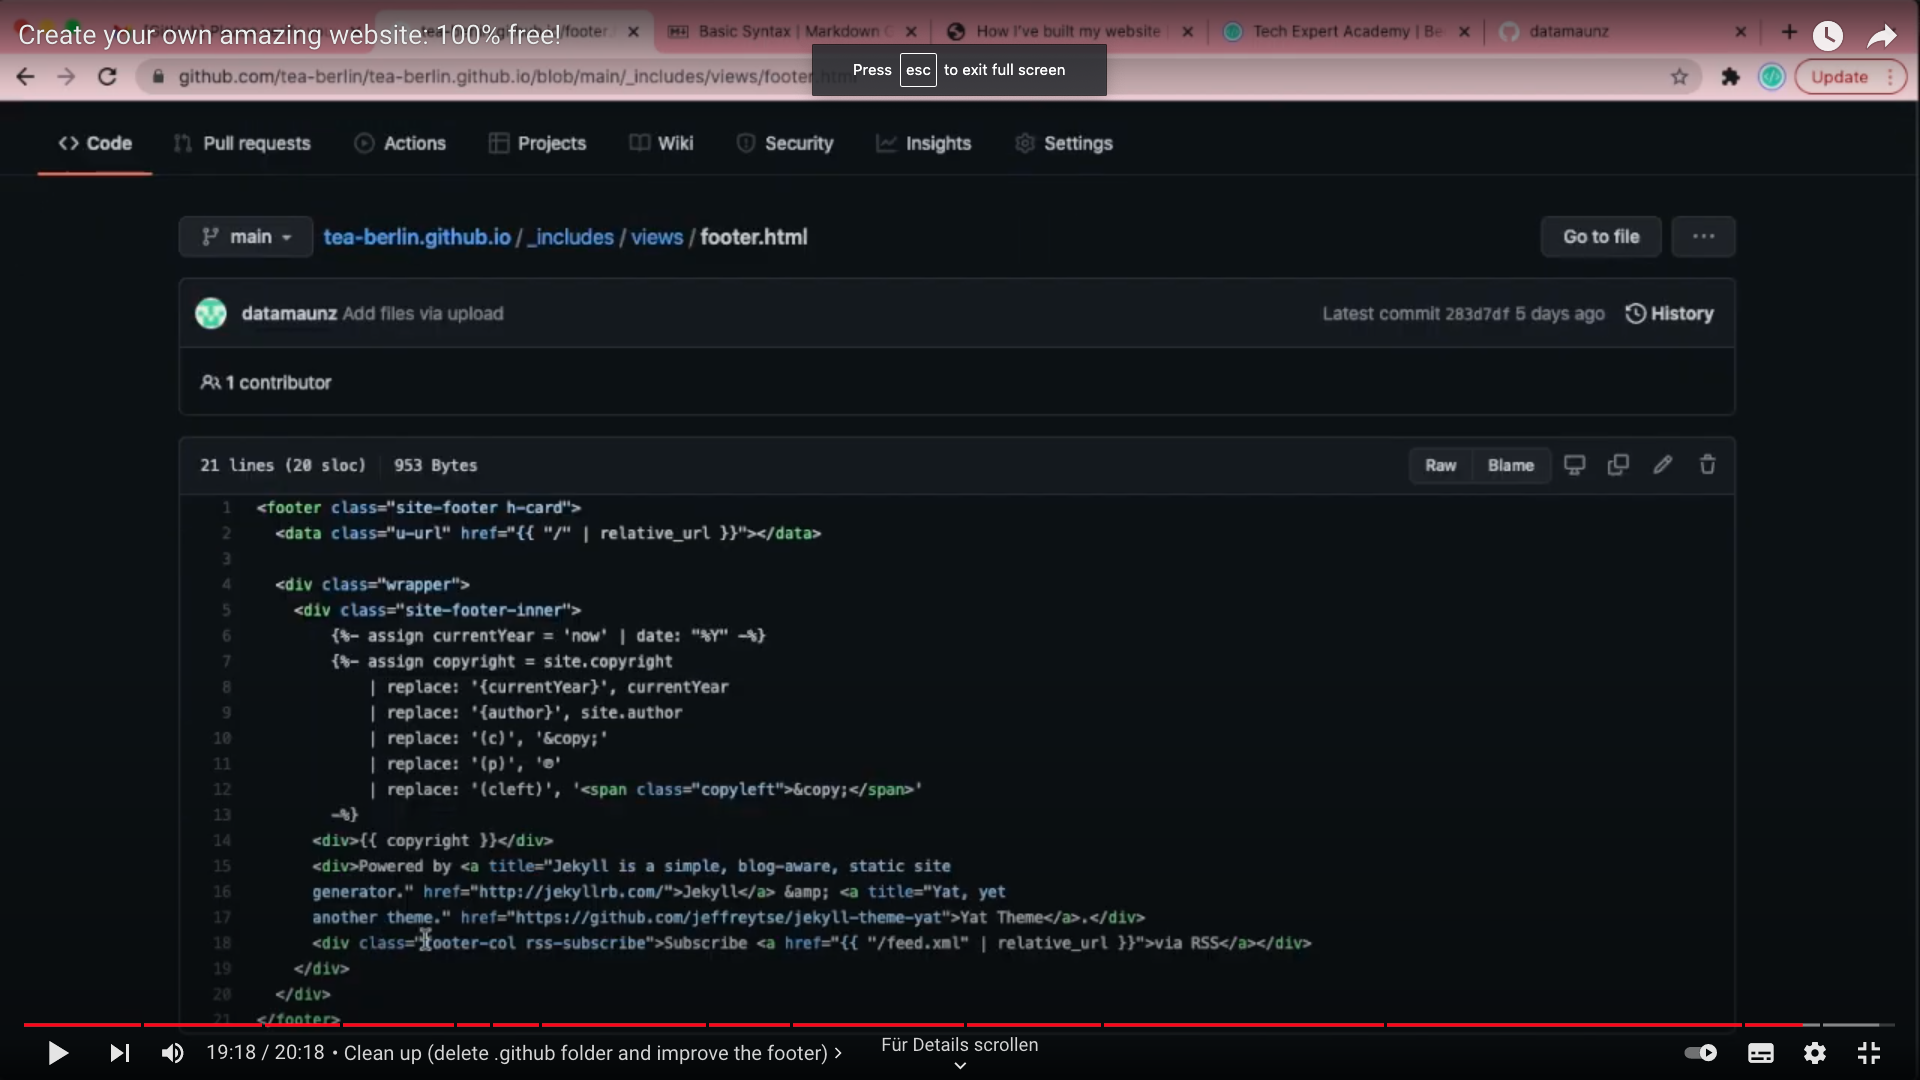 Create your own amazing website: 100% free!
/footer.
Basic Syntax | Markdown G
How I've built my website
Tech Expert Academy | Be
datamaunz
github.com/tea-berlin/tea-berlin.github.io/blob/main/_includes/views/footer.html
Press esc to exit full screen
Update
Code Pull requests Actions Projects Wiki Security Insights Settings
main tea-berlin.github.io / _includes / views / footer.html Go to file ...
datamaunz Add files via upload Latest commit 283d7df 5 days ago History
1 contributor
21 lines (20 sloc) 953 Bytes Raw Blame
1 <footer class="site-footer h-card">
2 <data class="u-url" href="{{ "/" | relative_url }}"></data>
3
4 <div class="wrapper">
5 <div class="site-footer-inner">
6 {%- assign currentYear = 'now' | date: "%Y" -%}
7 {%- assign copyright = site.copyright
8 | replace: '{currentYear}', currentYear
9 | replace: '{author}', site.author
10 | replace: '(c)', '&copy;'
11 | replace: '(p)', '℗'
12 | replace: '(cleft)', '<span class="copyleft">&copy;</span>'
13 -%}
14 <div>{{ copyright }}</div>
15 <div>Powered by <a title="Jekyll is a simple, blog-aware, static site
16 generator." href="http://jekyllrb.com/">Jekyll</a> &amp; <a title="Yat, yet
17 another theme." href="https://github.com/jeffreytse/jekyll-theme-yat">Yat Theme</a>.</div>
18 <div class="footer-col rss-subscribe">Subscribe <a href="{{ "/feed.xml" | relative_url }}">via RSS</a></div>
19 </div>
20 </div>
21 </footer>
19:18 / 20:18 • Clean up (delete .github folder and improve the footer)
Für Details scrollen